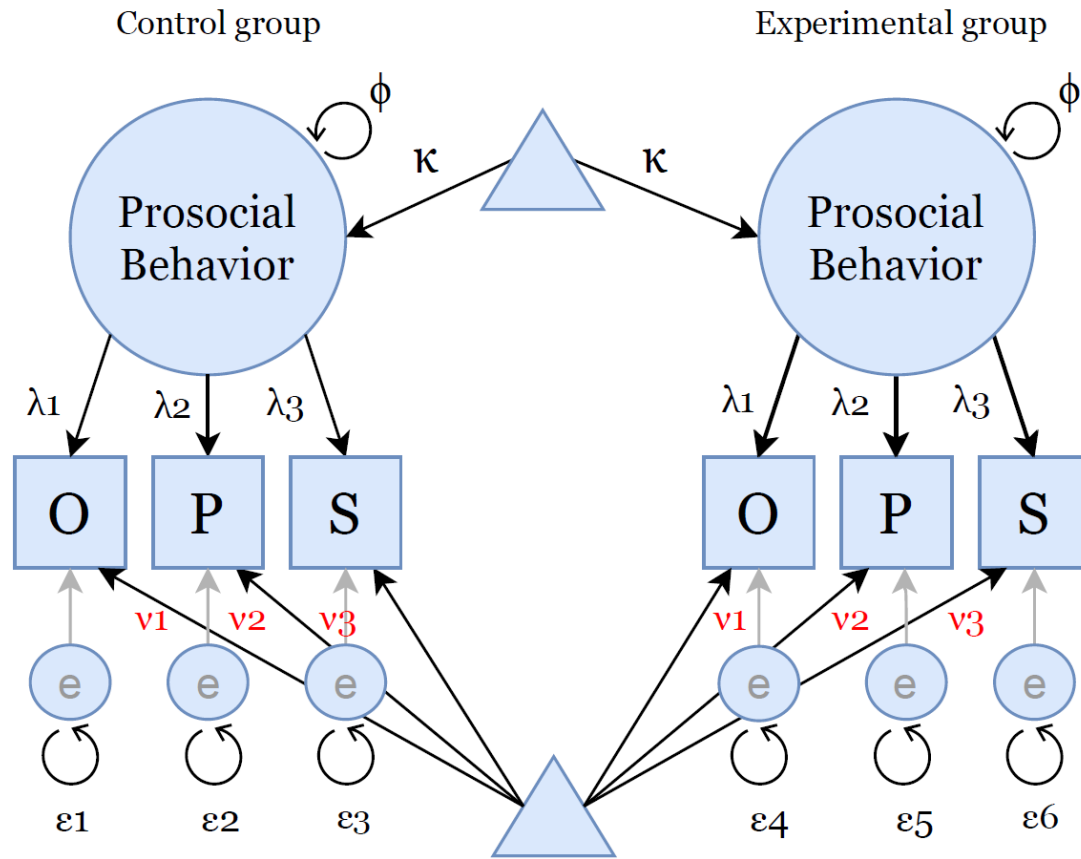 Control group
Experimental group
ϕ
ϕ
κ
κ
Prosocial
Behavior
Prosocial
Behavior
λ1
λ2
λ3
λ1
λ2
λ3
O
P
S
O
P
S
ν1
ν2
ν3
ν1
ν2
ν3
e
e
e
e
e
e
ε1
ε2
ε3
ε4
ε5
ε6